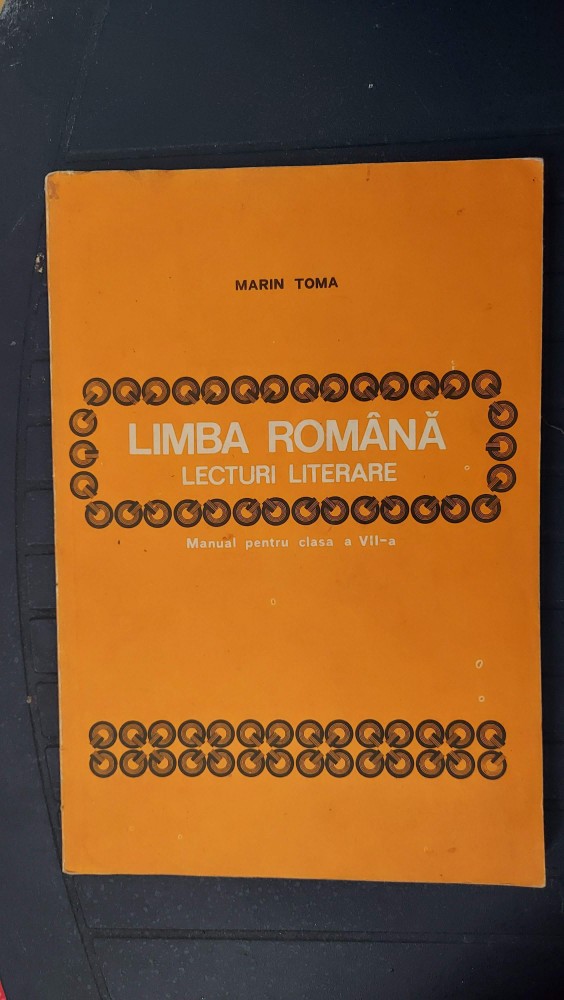 MARIN TOMA
LIMBA ROMÂNĂ
LECTURI LITERARE
Manual pentru clasa a VII-a